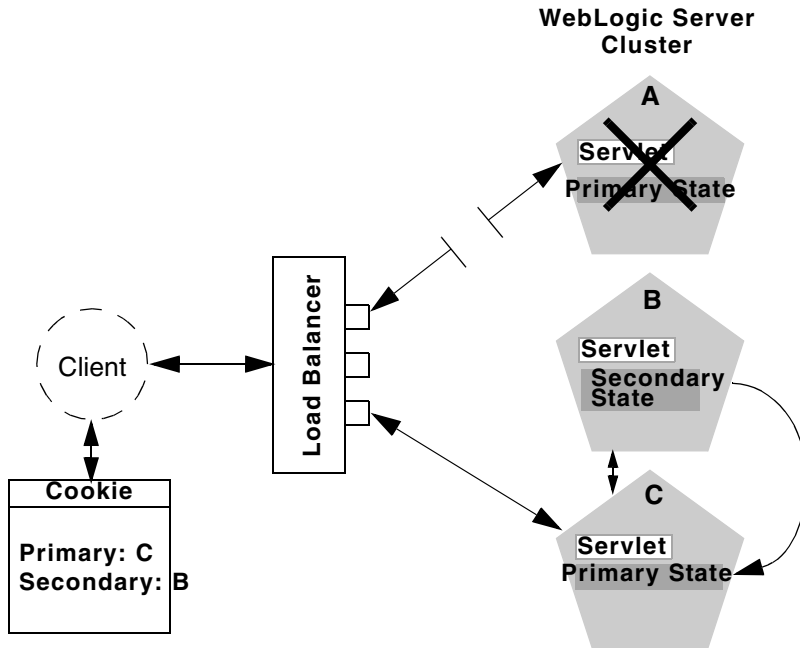 WebLogic Server
Cluster
A
Servlet
Primary State
B
Servlet
Secondary
State
C
Servlet
Primary State
Load Balancer
Client
Cookie
Primary: C
Secondary: B